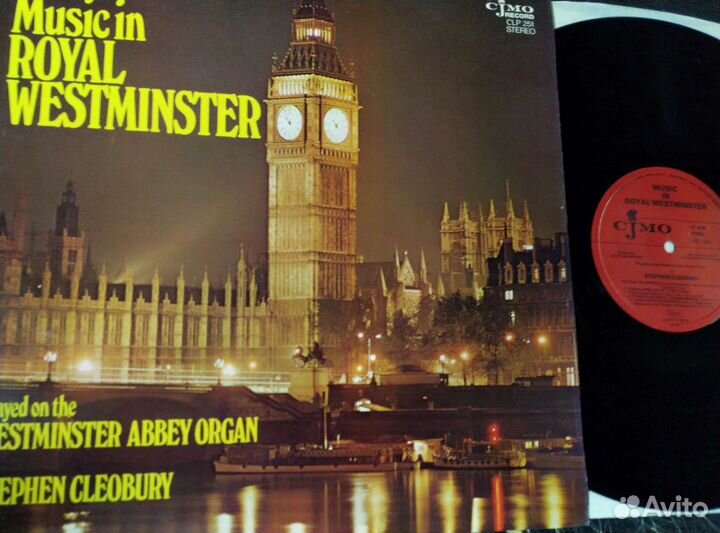 Music in
ROYAL
WESTMINSTER
CJMO
RECORD
CLP 251
STEREO
ayed on the
ESTMINSTER ABBEY ORGAN
EPHEN CLEOBURY
MUSIC
IN
ROYAL WESTMINSTER
CJMO
STEPHEN CLEOBURY
Avito